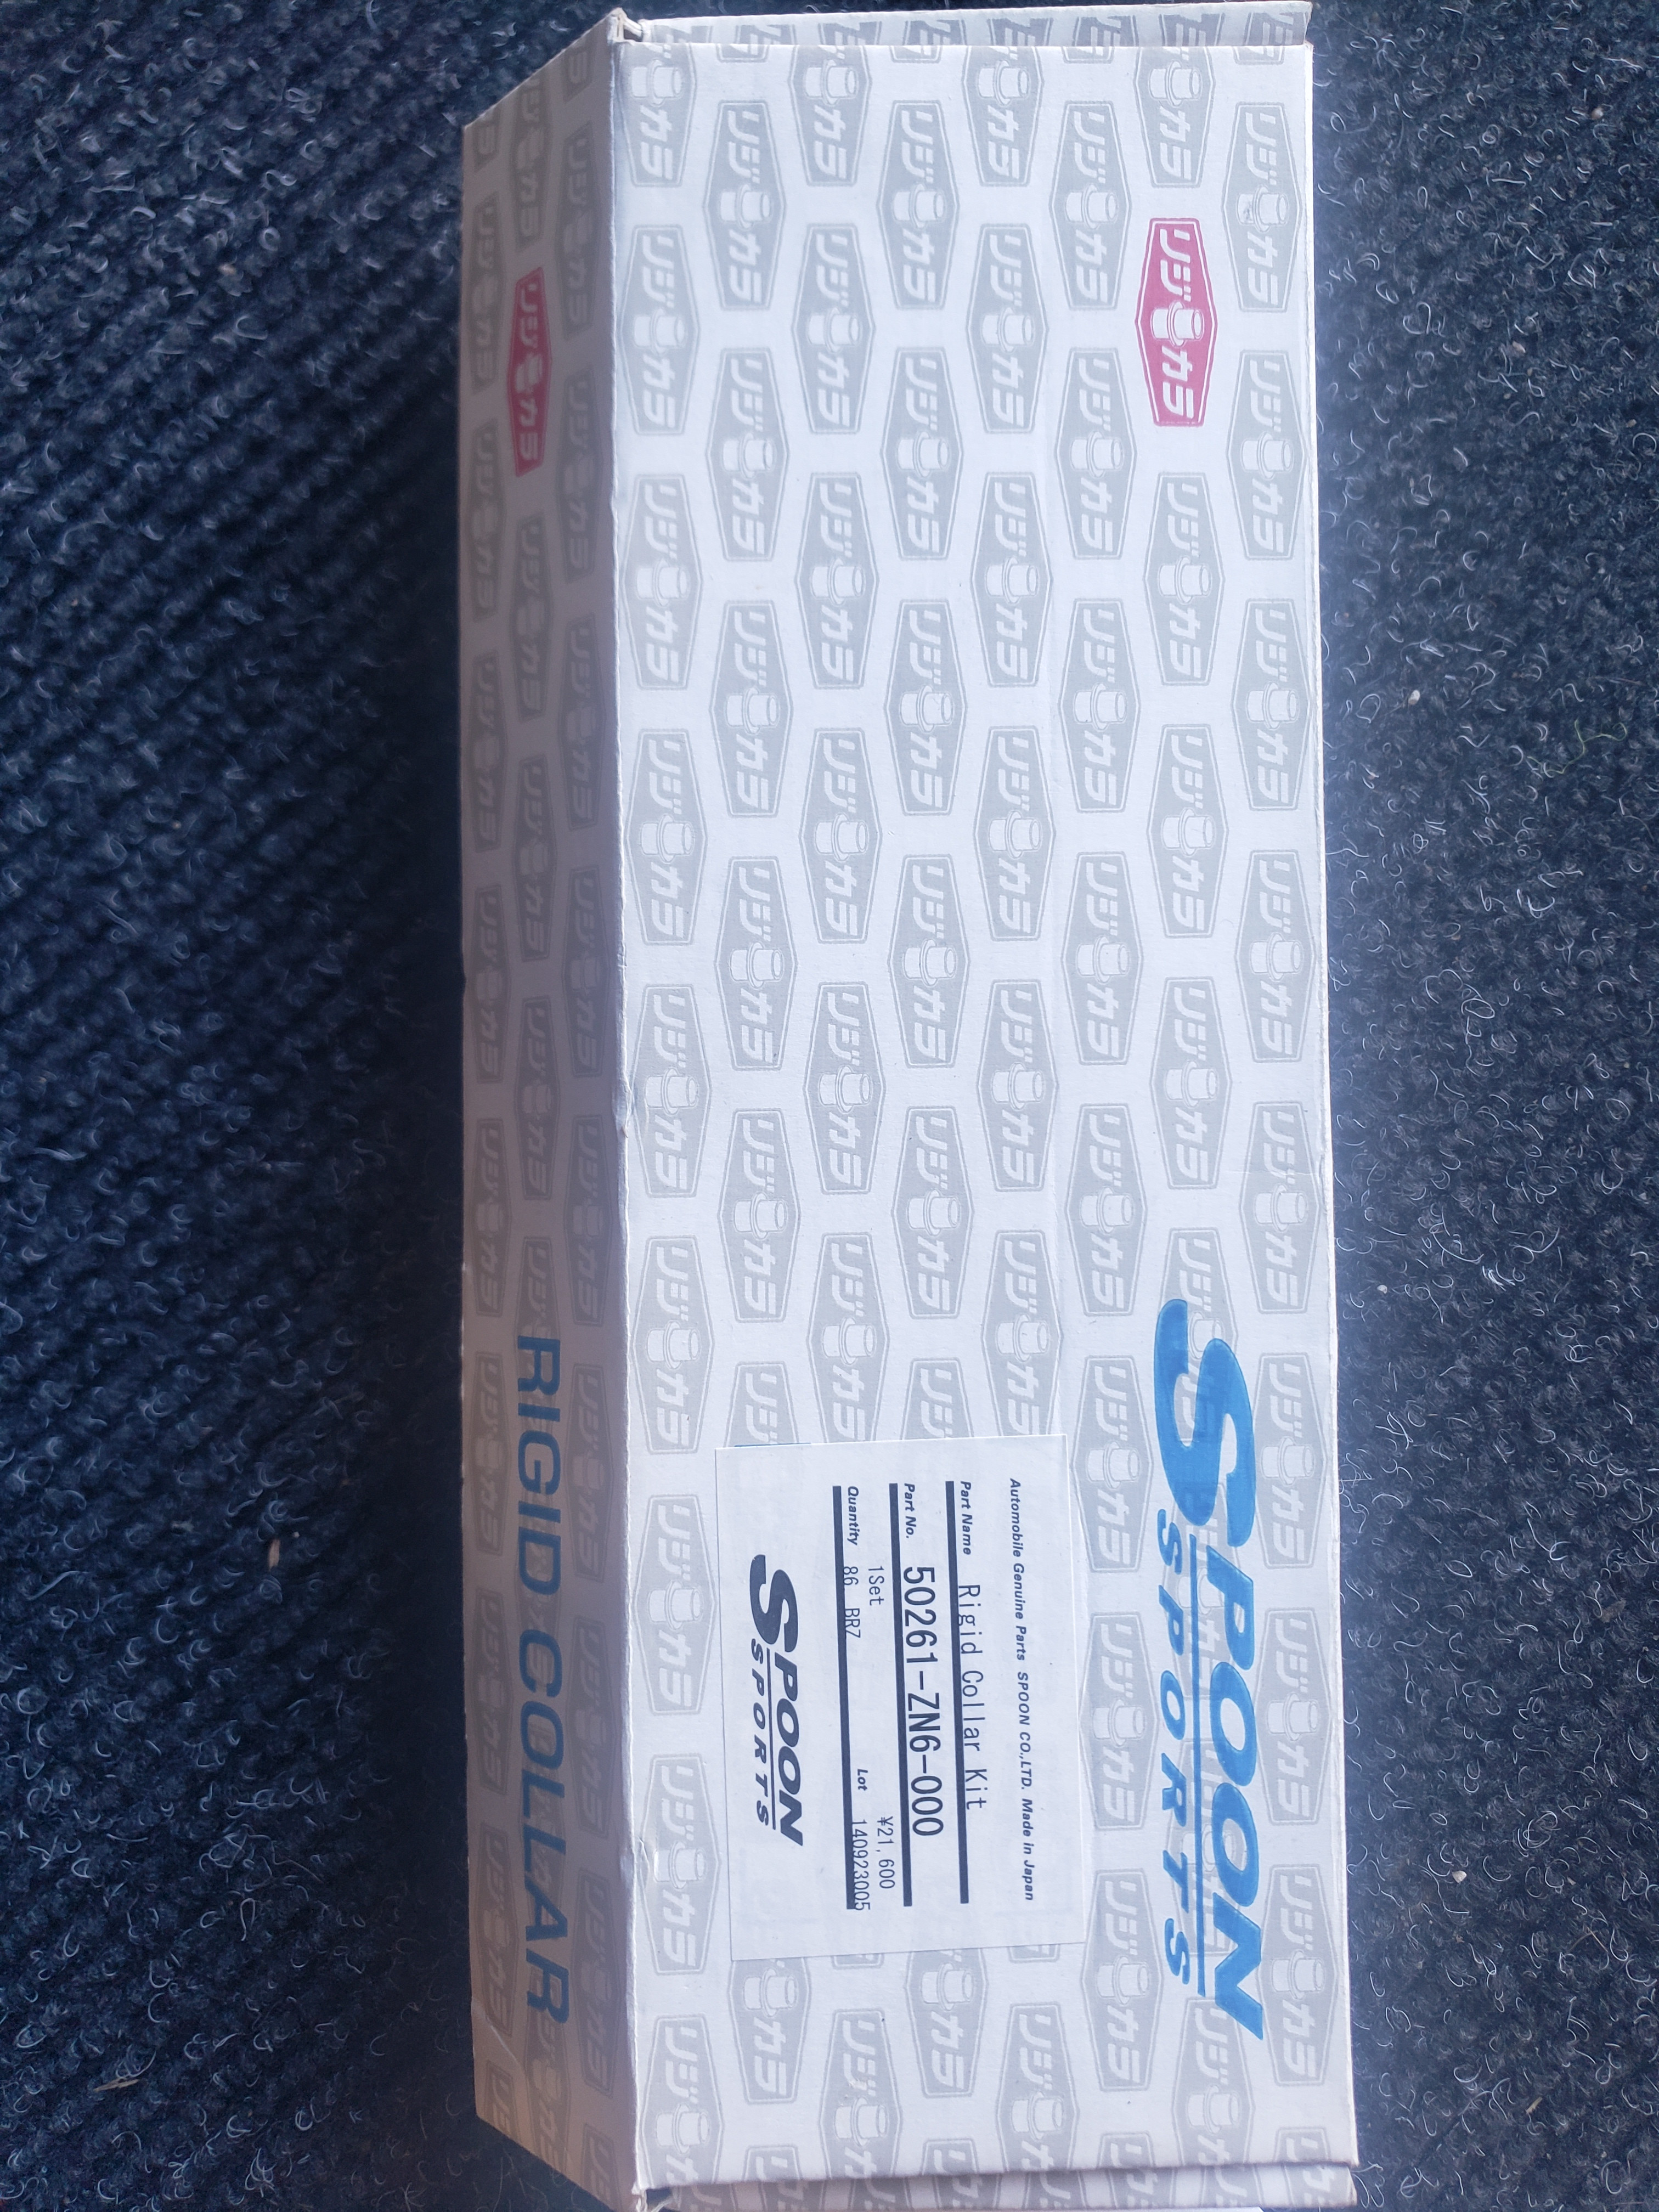 リジカラ
SPOON
SPORTS
Automobile Genuine Parts SPOON CO.,LTD. Made in Japan
Part Name Rigid Collar Kit
Part No. 50261-ZN6-000
1Set ¥21,600
Quantity 86 BRZ Lot 140923005
SPOON
SPORTS
リジカラ
RIGID COLLAR